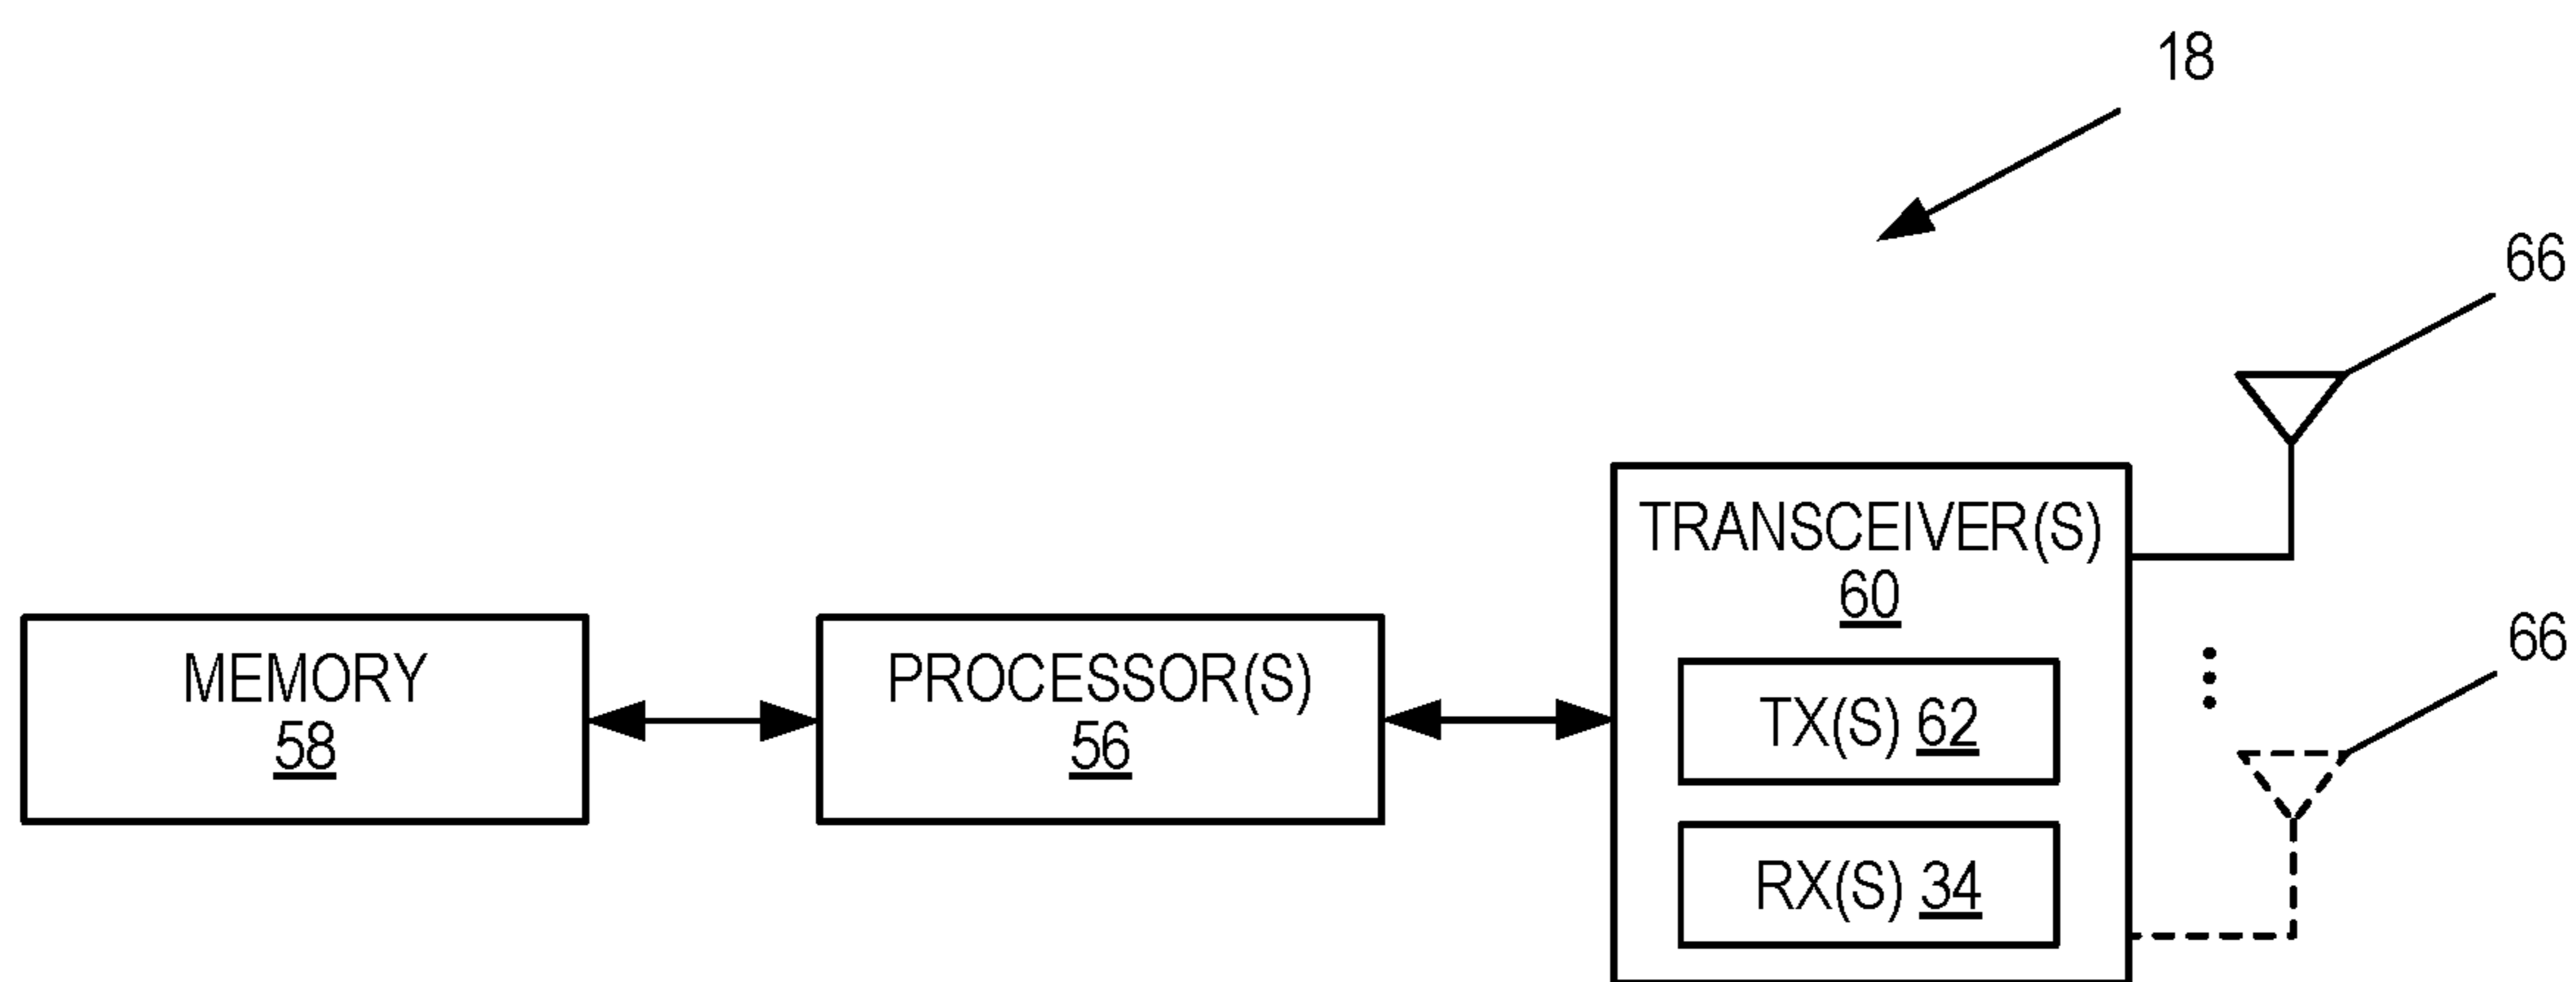 18
66
TRANSCEIVER(S)
60
MEMORY
58
PROCESSOR(S)
56
66
TX(S) 62
RX(S) 34